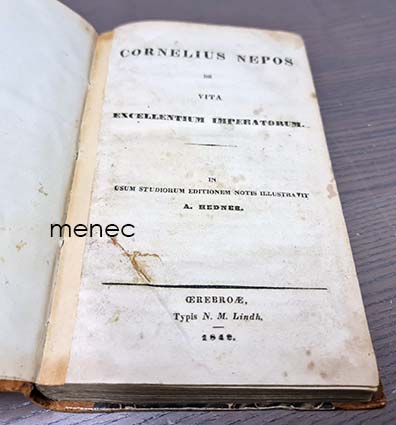 CORNELIUS NEPOS
DE
VITA
EXCELLENTIUM IMPERATORUM.
IN
USUM STUDIORUM EDITIONEM NOTIS ILLUSTRAVIT
A. HEDNER.
menec
ŒREBROÆ,
Typis N. M. Lindh.
1842.